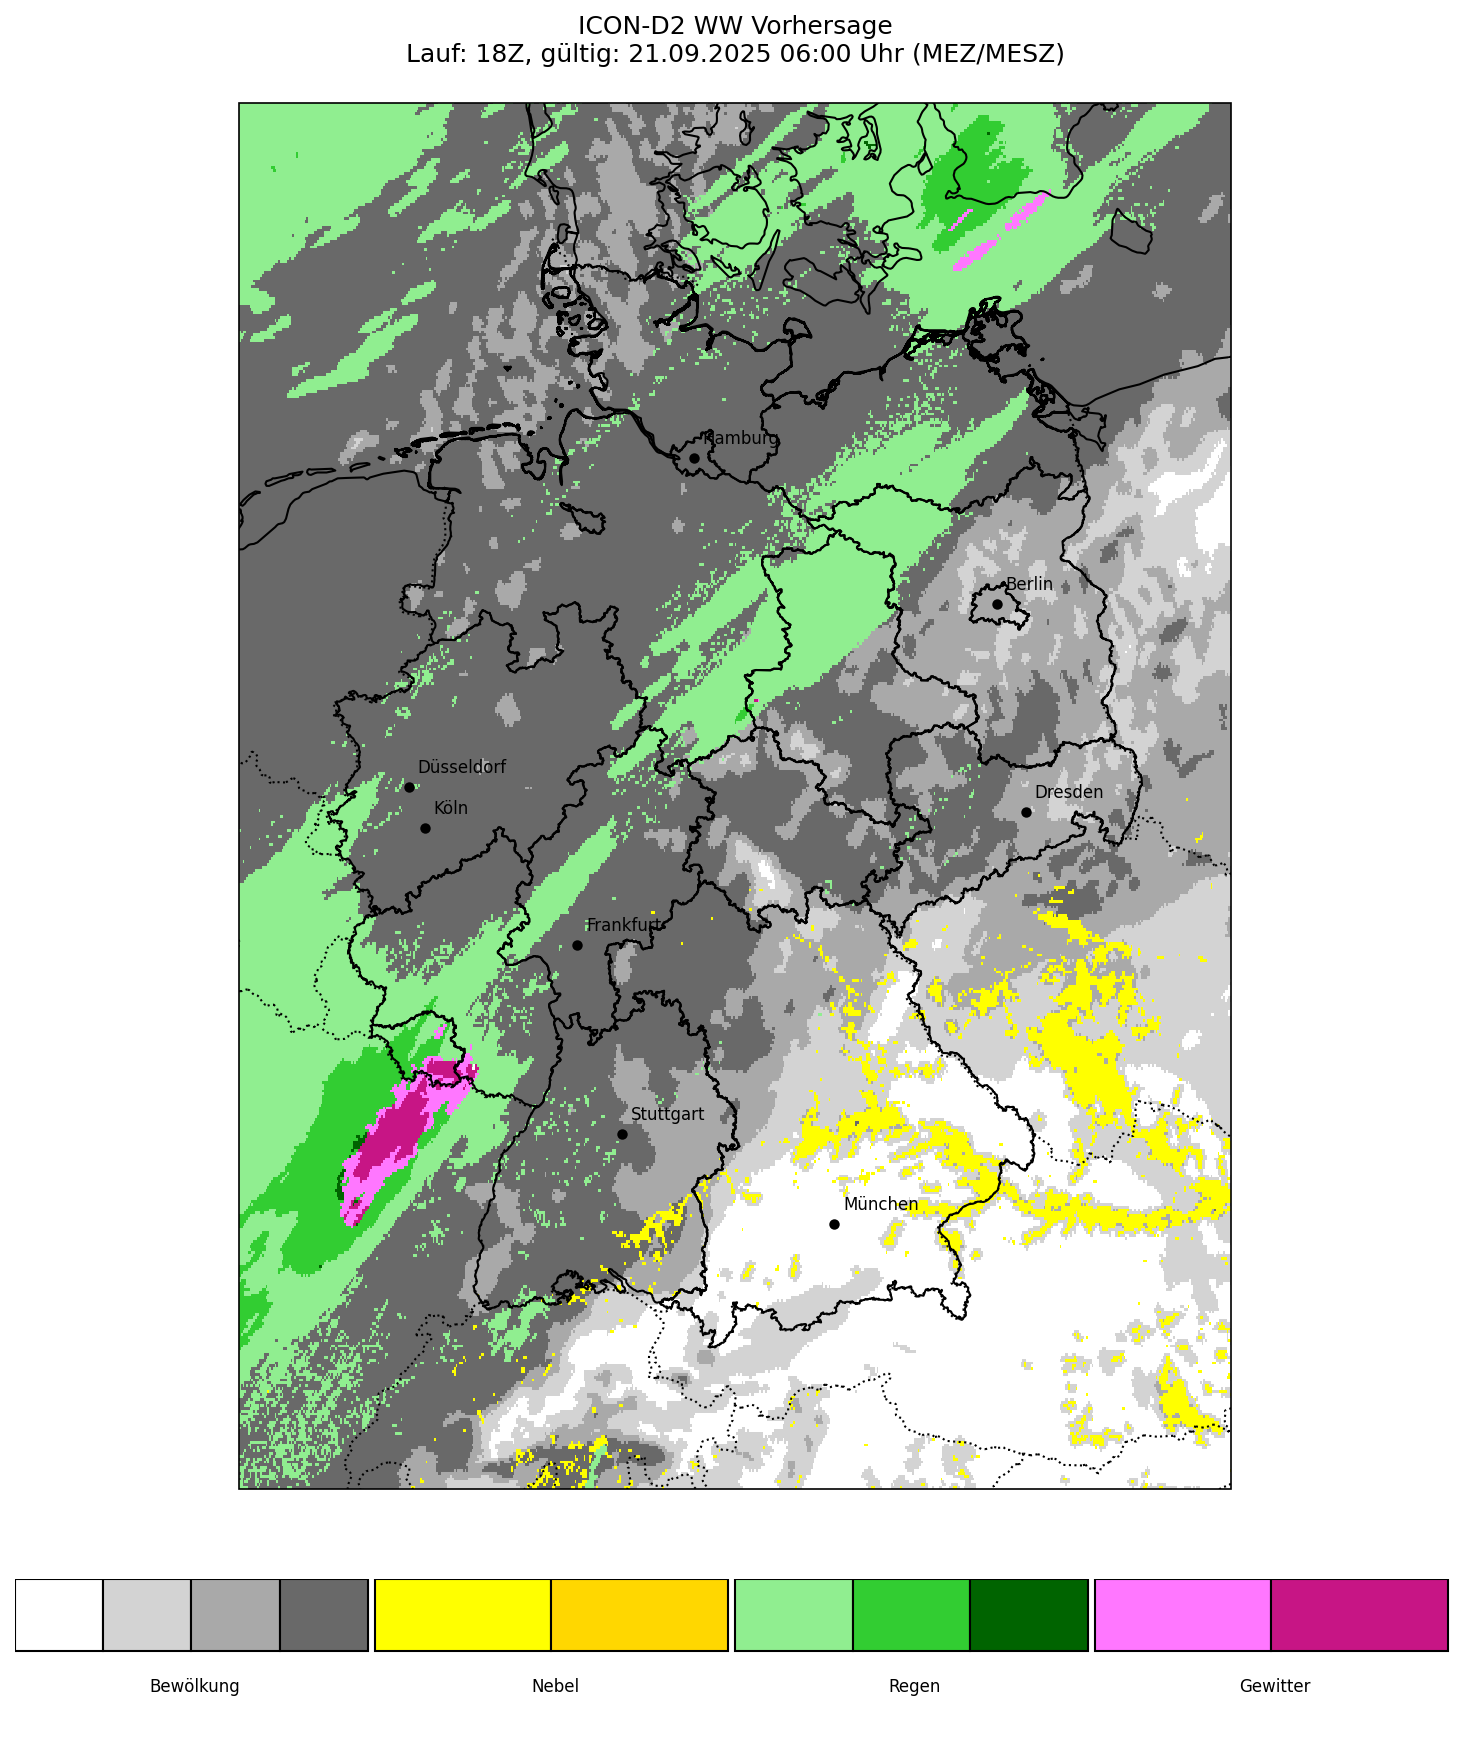 ICON-D2 WW Vorhersage
Lauf: 18Z, gültig: 21.09.2025 06:00 Uhr (MEZ/MESZ)
Hamburg
Berlin
Düsseldorf
Köln
Dresden
Frankfurt
Stuttgart
München
Bewölkung
Nebel
Regen
Gewitter